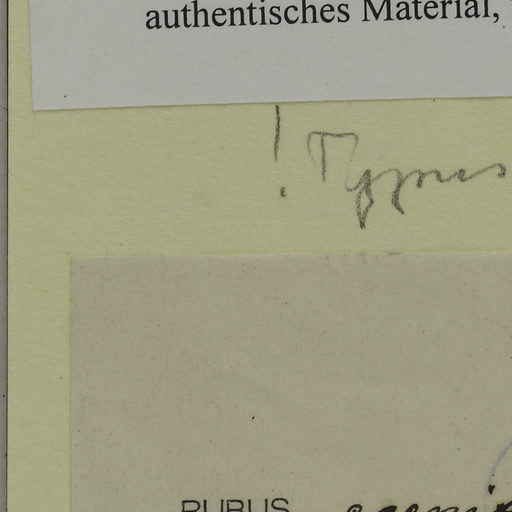 authentisches Material,
! Typus
RUBUS